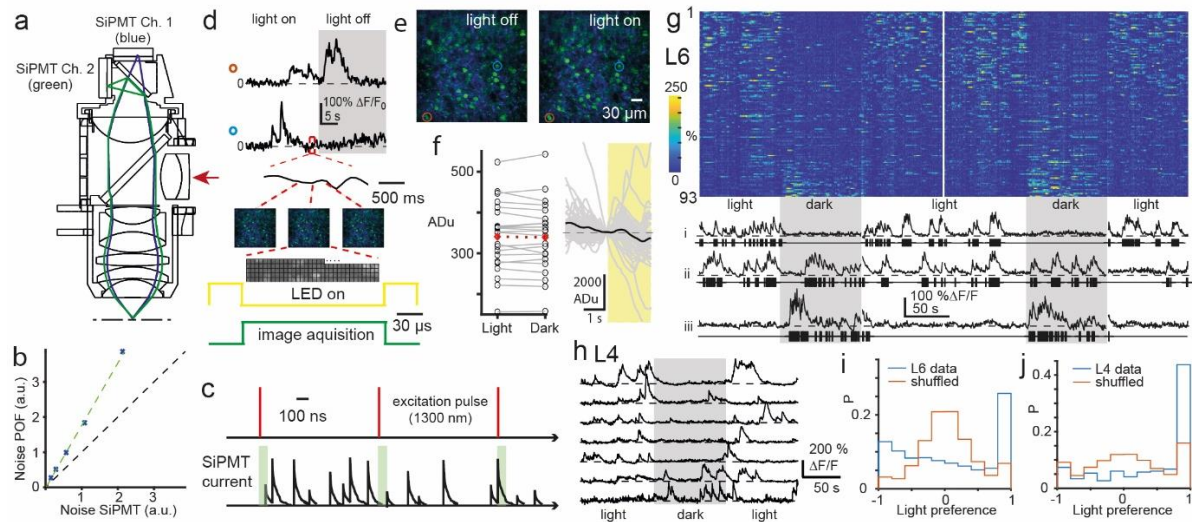 a
SiPMT Ch. 1
(blue)
SiPMT Ch. 2
(green)
b
Noise POF (a.u.)
3
2
1
0
0
1
2
3
Noise SiPMT (a.u.)
c
100 ns
excitation pulse
(1300 nm)
SiPMT
current
d
light on
light off
0
100% ΔF/F₀
5 s
0
500 ms
....
LED on
30 µs
image aquisition
e
light off
light on
30 µm
f
500
ADu
300
Light
Dark
2000
ADu
1 s
g
L6
1
93
250
%
0
light
dark
light
dark
light
i
ii
iii
100 %ΔF/F
50 s
h
L4
200 %
ΔF/F
50 s
light
dark
light
i
L6 data
shuffled
P
0.2
0
-1
0
1
Light preference
j
L4 data
shuffled
0.4
0.2
0
-1
0
1
Light preference